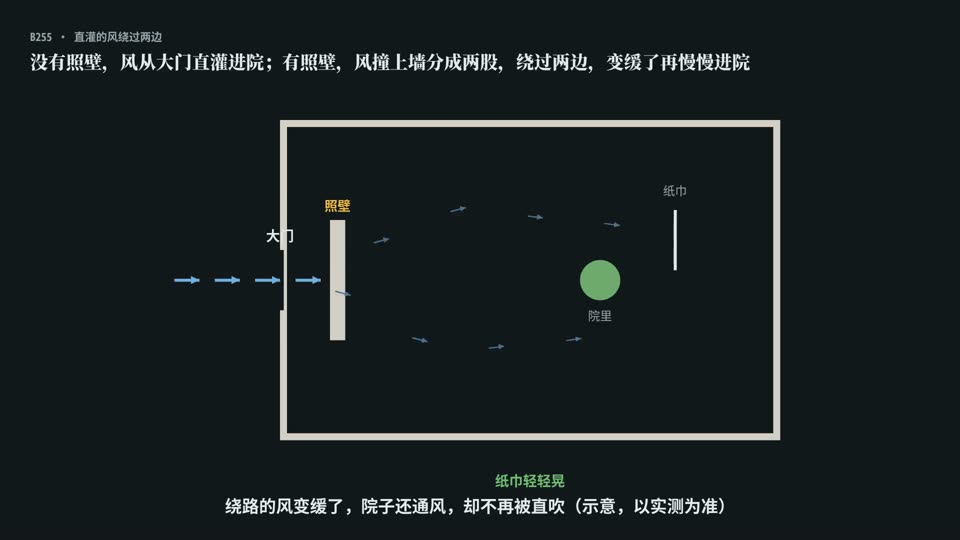 B255 • 直灌的风绕过两边
没有照壁，风从大门直灌进院；有照壁，风撞上墙分成两股，绕过两边，变缓了再慢慢进院
纸巾
照壁
大门
院里
纸巾轻轻晃
绕路的风变缓了，院子还通风，却不再被直吹（示意，以实测为准）